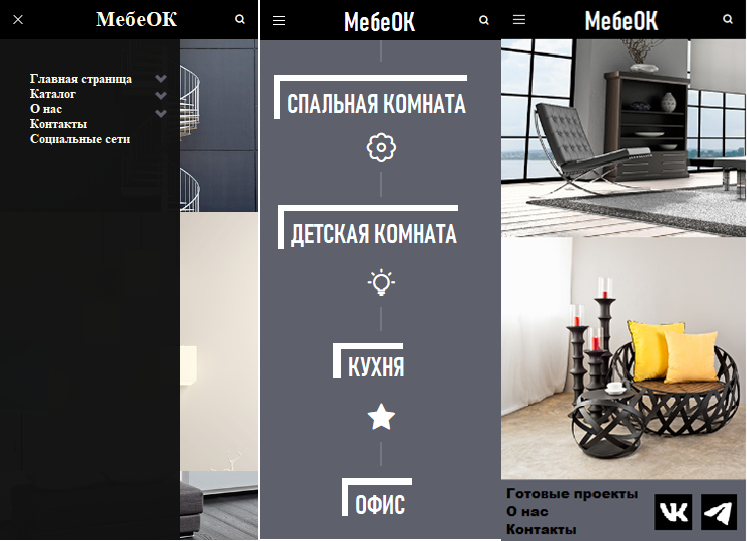 МебеОК
Главная страница
Каталог
О нас
Контакты
Социальные сети
МебеОК
СПАЛЬНАЯ КОМНАТА
ДЕТСКАЯ КОМНАТА
КУХНЯ
ОФИС
МебеОК
Готовые проекты
О нас
Контакты